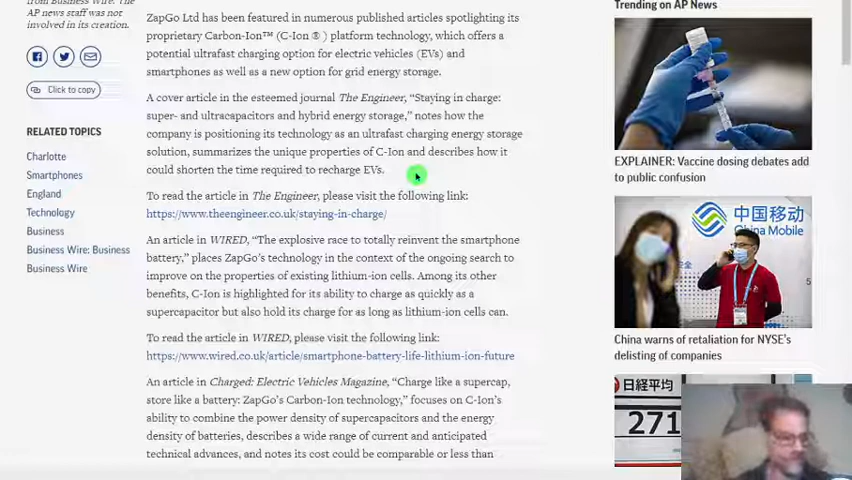 from Business Wire. The
AP news staff was not
involved in its creation.
Click to copy
RELATED TOPICS
Charlotte
Smartphones
England
Technology
Business
Business Wire: Business
Business Wire
ZapGo Ltd has been featured in numerous published articles spotlighting its
proprietary Carbon-Ion™ (C-Ion ® ) platform technology, which offers a
potential ultrafast charging option for electric vehicles (EVs) and
smartphones as well as a new option for grid energy storage.
A cover article in the esteemed journal The Engineer, “Staying in charge:
super- and ultracapacitors and hybrid energy storage,” notes how the
company is positioning its technology as an ultrafast charging energy storage
solution, summarizes the unique properties of C-Ion and describes how it
could shorten the time required to recharge EVs.
To read the article in The Engineer, please visit the following link:
https://www.theengineer.co.uk/staying-in-charge/
An article in WIRED, “The explosive race to totally reinvent the smartphone
battery,” places ZapGo’s technology in the context of the ongoing search to
improve on the properties of existing lithium-ion cells. Among its other
benefits, C-Ion is highlighted for its ability to charge as quickly as a
supercapacitor but also hold its charge for as long as lithium-ion cells can.
To read the article in WIRED, please visit the following link:
https://www.wired.co.uk/article/smartphone-battery-life-lithium-ion-future
An article in Charged: Electric Vehicles Magazine, “Charge like a supercap,
store like a battery: ZapGo’s Carbon-Ion technology,” focuses on C-Ion’s
ability to combine the power density of supercapacitors and the energy
density of batteries, describes a wide range of current and anticipated
technical advances, and notes its cost could be comparable or less than
Trending on AP News
EXPLAINER: Vaccine dosing debates add
to public confusion
中国移动
China Mobile
China warns of retaliation for NYSE’s
delisting of companies
日経平均
271